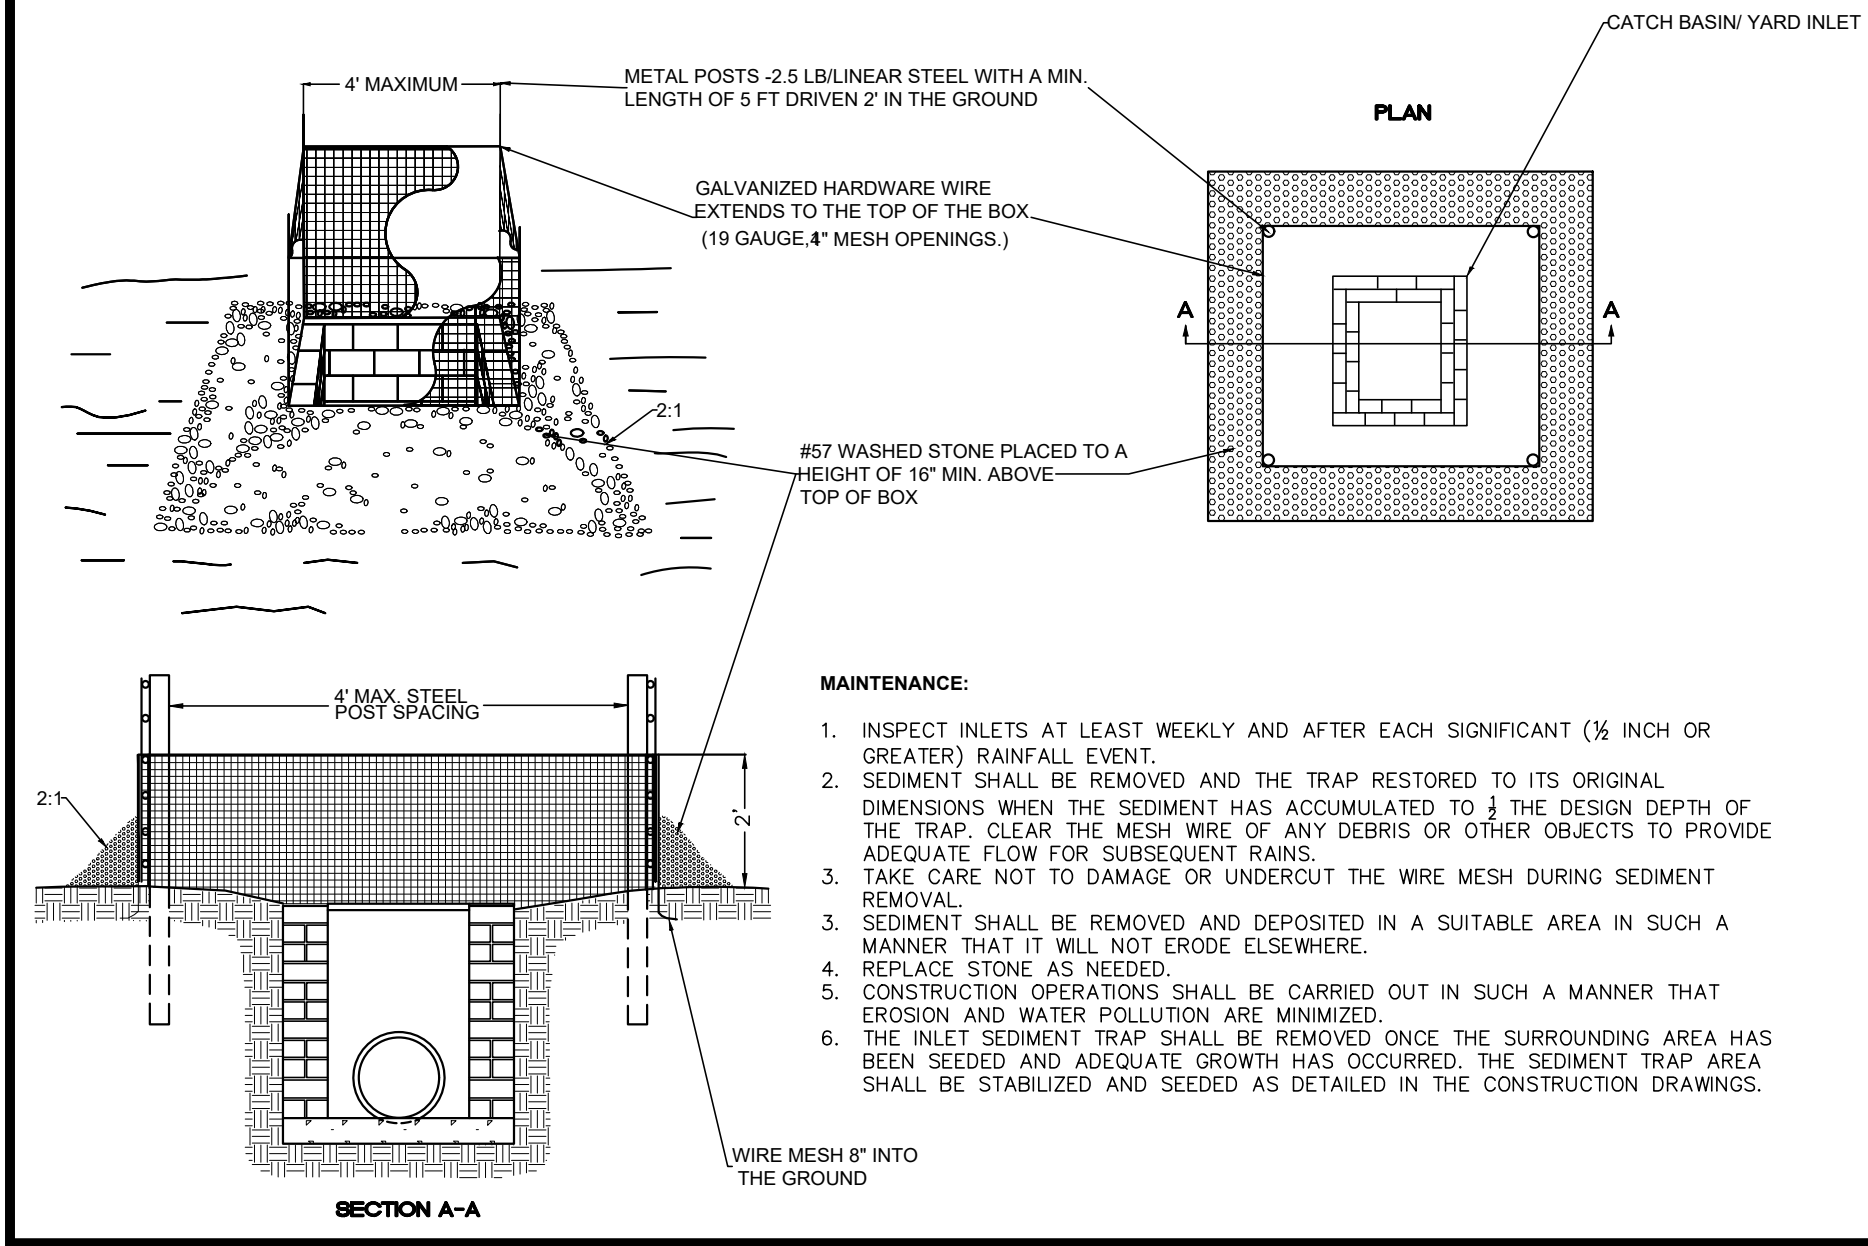 CATCH BASIN/ YARD INLET
4' MAXIMUM
METAL POSTS -2.5 LB/LINEAR STEEL WITH A MIN.
LENGTH OF 5 FT DRIVEN 2' IN THE GROUND
PLAN
GALVANIZED HARDWARE WIRE
EXTENDS TO THE TOP OF THE BOX
(19 GAUGE, " MESH OPENINGS.)
A
A
2:1
#57 WASHED STONE PLACED TO A
HEIGHT OF 16" MIN. ABOVE
TOP OF BOX
4' MAX. STEEL
POST SPACING
2:1
2'
MAINTENANCE:
1. INSPECT INLETS AT LEAST WEEKLY AND AFTER EACH SIGNIFICANT (½ INCH OR
GREATER) RAINFALL EVENT.
2. SEDIMENT SHALL BE REMOVED AND THE TRAP RESTORED TO ITS ORIGINAL
DIMENSIONS WHEN THE SEDIMENT HAS ACCUMULATED TO ½ THE DESIGN DEPTH OF
THE TRAP. CLEAR THE MESH WIRE OF ANY DEBRIS OR OTHER OBJECTS TO PROVIDE
ADEQUATE FLOW FOR SUBSEQUENT RAINS.
3. TAKE CARE NOT TO DAMAGE OR UNDERCUT THE WIRE MESH DURING SEDIMENT
REMOVAL.
3. SEDIMENT SHALL BE REMOVED AND DEPOSITED IN A SUITABLE AREA IN SUCH A
MANNER THAT IT WILL NOT ERODE ELSEWHERE.
4. REPLACE STONE AS NEEDED.
5. CONSTRUCTION OPERATIONS SHALL BE CARRIED OUT IN SUCH A MANNER THAT
EROSION AND WATER POLLUTION ARE MINIMIZED.
6. THE INLET SEDIMENT TRAP SHALL BE REMOVED ONCE THE SURROUNDING AREA HAS
BEEN SEEDED AND ADEQUATE GROWTH HAS OCCURRED. THE SEDIMENT TRAP AREA
SHALL BE STABILIZED AND SEEDED AS DETAILED IN THE CONSTRUCTION DRAWINGS.
WIRE MESH 8" INTO
THE GROUND
SECTION A-A